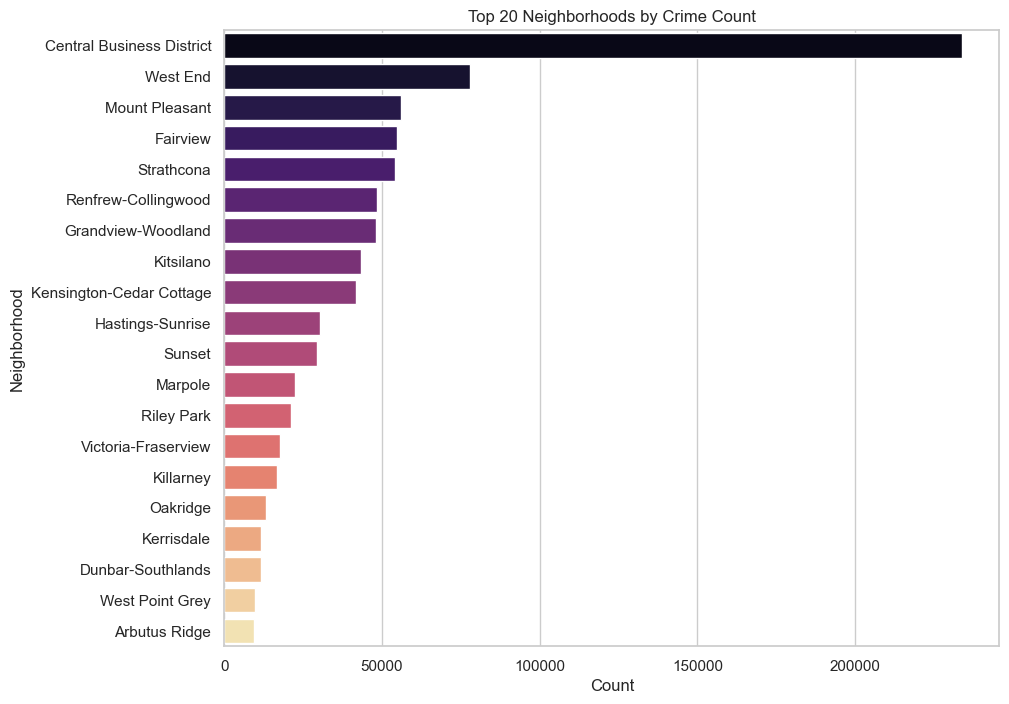 Top 20 Neighborhoods by Crime Count
Neighborhood
Central Business District
West End
Mount Pleasant
Fairview
Strathcona
Renfrew-Collingwood
Grandview-Woodland
Kitsilano
Kensington-Cedar Cottage
Hastings-Sunrise
Sunset
Marpole
Riley Park
Victoria-Fraserview
Killarney
Oakridge
Kerrisdale
Dunbar-Southlands
West Point Grey
Arbutus Ridge
0 50000 100000 150000 200000
Count